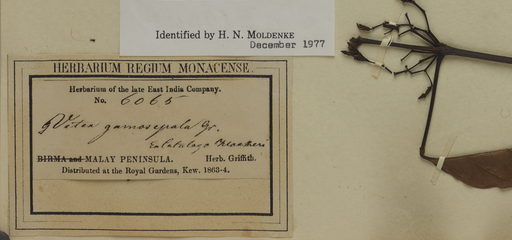 Identified by H. N. MOLDENKE
December 1977
HERBARIUM REGIUM MONACENSE.
Herbarium of the late East India Company.
No. 6065
Vitex gamosepala Gr.
BIRMA and MALAY PENINSULA. Herb. Griffith.
Distributed at the Royal Gardens, Kew. 1863-4.